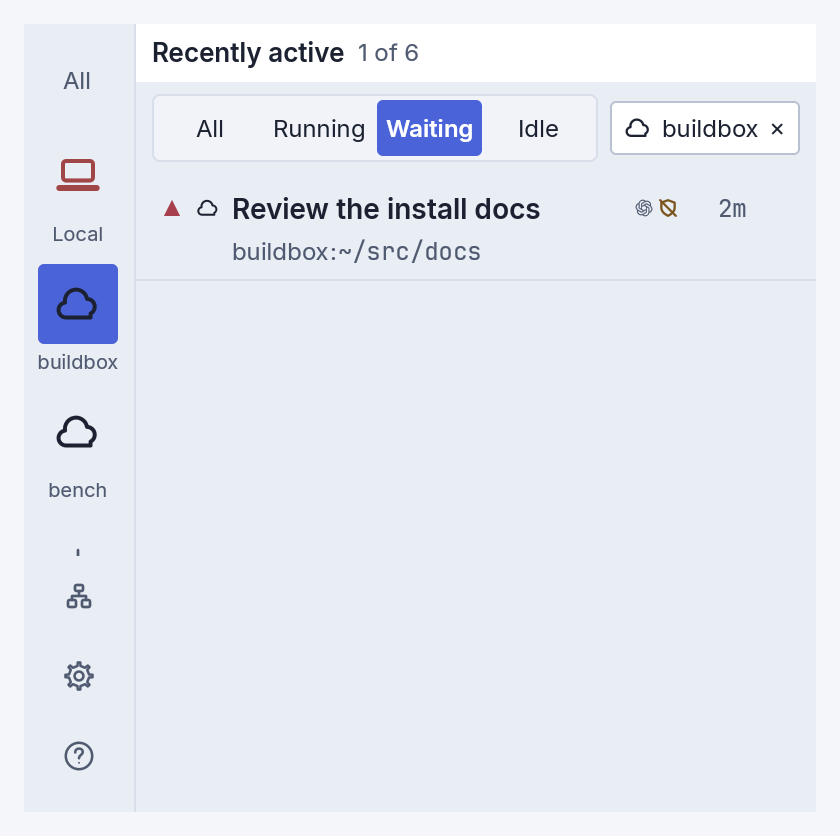 Recently active 1 of 6
All
All Running Waiting Idle buildbox ×
Local
Review the install docs 2m
buildbox:~/src/docs
buildbox
bench